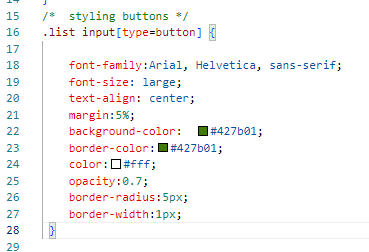 14 }
15 /*  styling buttons */
16 .list input[type=button] {
17
18 font-family:Arial, Helvetica, sans-serif;
19 font-size: large;
20 text-align: center;
21 margin:5%;
22 background-color:  #427b01;
23 border-color:#427b01;
24 color:#fff;
25 opacity:0.7;
26 border-radius:5px;
27 border-width:1px;
28 }
29